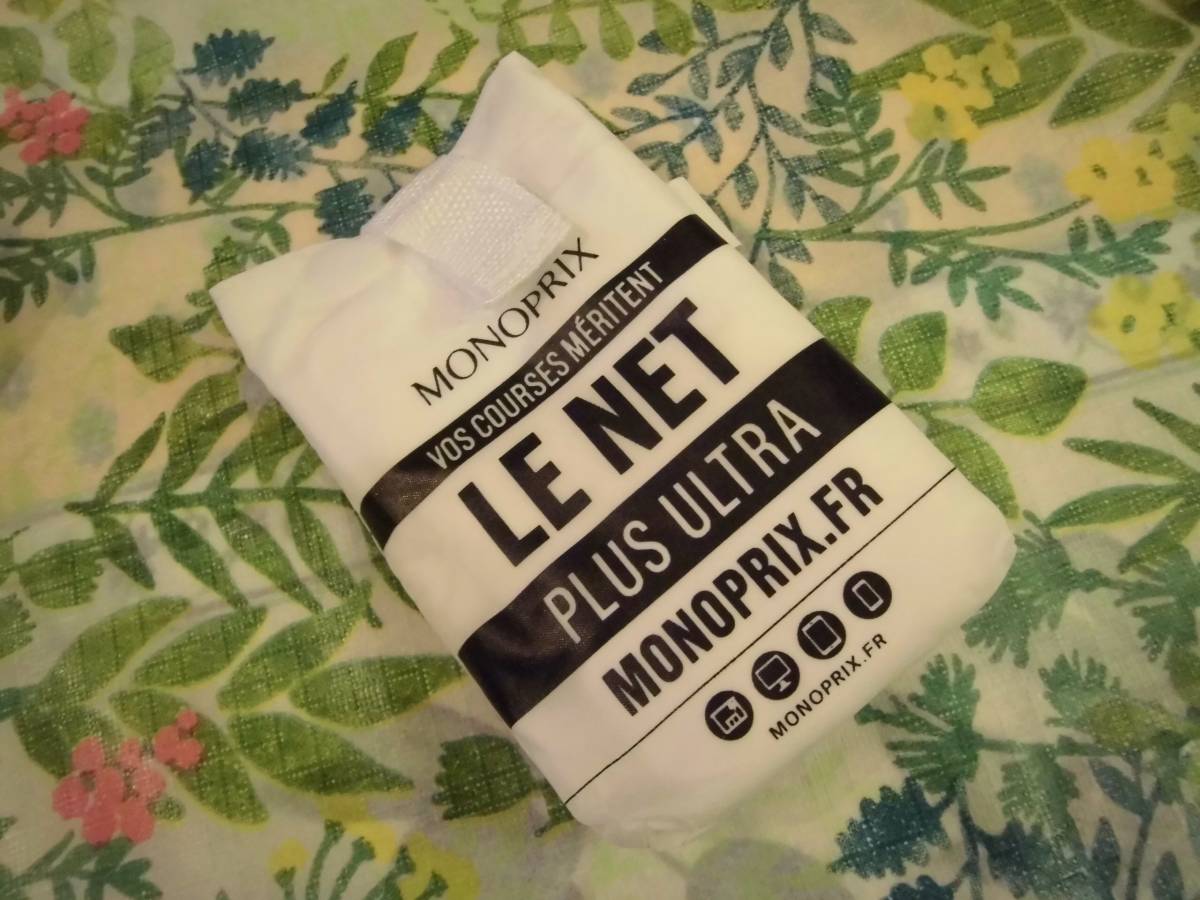 MONOPRIX
VOS COURSES MÉRITENT
LE NET
PLUS ULTRA
MONOPRIX.FR
MONOPRIX.FR